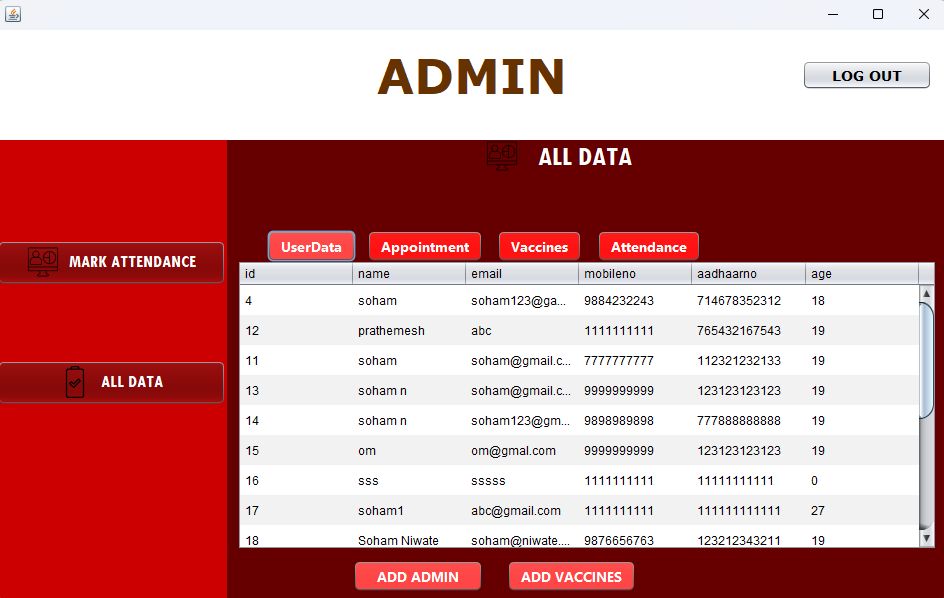 ADMIN
LOG OUT
ALL DATA
MARK ATTENDANCE
ALL DATA
UserData Appointment Vaccines Attendance
id name email mobileno aadhaarno age
4 soham soham123@ga... 9884232243 714678352312 18
12 prathemesh abc 1111111111 765432167543 19
11 soham soham@gmail.c... 7777777777 112321232133 19
13 soham n soham@gmail.c... 9999999999 123123123123 19
14 soham n soham123@gm... 9898989898 777888888888 19
15 om om@gmal.com 9999999999 123123123123 19
16 sss sssss 1111111111 11111111111 0
17 soham1 abc@gmail.com 1111111111 111111111111 27
18 Soham Niwate soham@niwate.... 9876656763 123212343211 19
ADD ADMIN ADD VACCINES